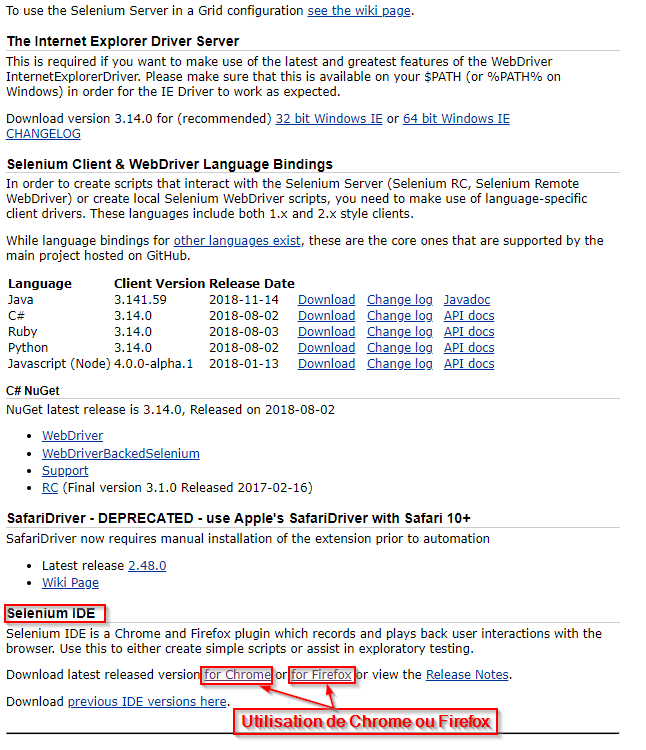 To use the Selenium Server in a Grid configuration see the wiki page.
The Internet Explorer Driver Server
This is required if you want to make use of the latest and greatest features of the WebDriver
InternetExplorerDriver. Please make sure that this is available on your $PATH (or %PATH% on
Windows) in order for the IE Driver to work as expected.
Download version 3.14.0 for (recommended) 32 bit Windows IE or 64 bit Windows IE
CHANGELOG
Selenium Client & WebDriver Language Bindings
In order to create scripts that interact with the Selenium Server (Selenium RC, Selenium Remote
WebDriver) or create local Selenium WebDriver scripts, you need to make use of language-specific
client drivers. These languages include both 1.x and 2.x style clients.
While language bindings for other languages exist, these are the core ones that are supported by the
main project hosted on GitHub.
Language Client Version Release Date
Java 3.141.59 2018-11-14 Download Change log Javadoc
C# 3.14.0 2018-08-02 Download Change log API docs
Ruby 3.14.0 2018-08-03 Download Change log API docs
Python 3.14.0 2018-08-02 Download Change log API docs
Javascript (Node) 4.0.0-alpha.1 2018-01-13 Download Change log API docs
C# NuGet
NuGet latest release is 3.14.0, Released on 2018-08-02
• WebDriver
• WebDriverBackedSelenium
• Support
• RC (Final version 3.1.0 Released 2017-02-16)
SafariDriver - DEPRECATED - use Apple's SafariDriver with Safari 10+
SafariDriver now requires manual installation of the extension prior to automation
• Latest release 2.48.0
• Wiki Page
Selenium IDE
Selenium IDE is a Chrome and Firefox plugin which records and plays back user interactions with the
browser. Use this to either create simple scripts or assist in exploratory testing.
Download latest released version for Chrome or for Firefox or view the Release Notes.
Download previous IDE versions here.
Utilisation de Chrome ou Firefox